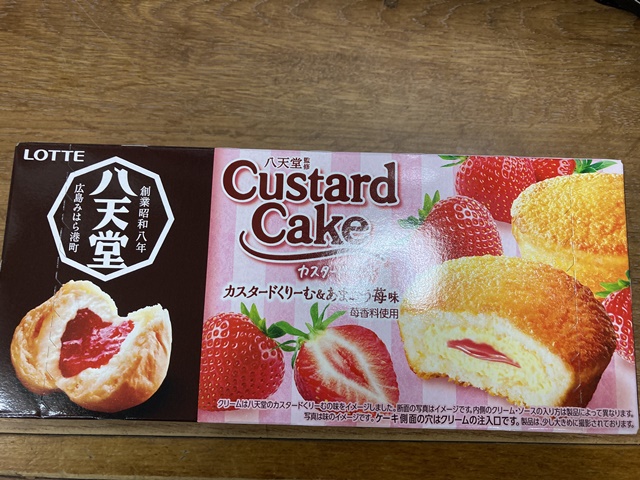 LOTTE
八天堂
創業昭和八年
広島みはら港町
八天堂監修
Custard
Cake
カスタードくりーむ&あまおう苺味
苺香料使用
クリームは八天堂のカスタードくりーむの味をイメージしました。断面の写真はイメージです。内側のクリーム・ソースの入り方は製品によって異なります。
写真は味のイメージです。ケーキ側面の穴はクリームの注入口です。製品は、少し大きめに撮影されております。